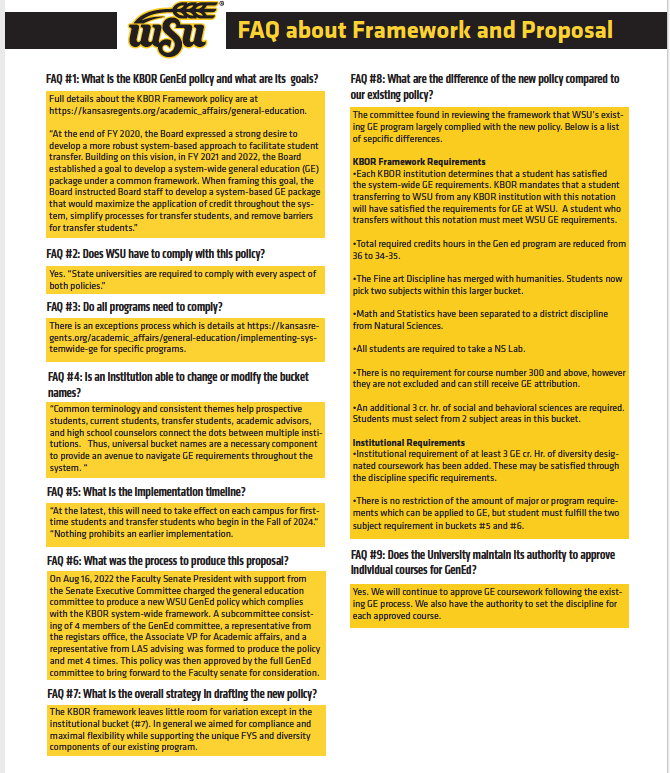 wsu
®
FAQ about Framework and Proposal
FAQ #1: What is the KBOR GenEd policy and what are its goals?
Full details about the KBOR Framework policy are at
https://kansasregents.org/academic_affairs/general-education.
"At the end of FY 2020, the Board expressed a strong desire to
develop a more robust system-based approach to facilitate student
transfer. Building on this vision, in FY 2021 and 2022, the Board
established a goal to develop a system-wide general education (GE)
package under a common framework. When framing this goal, the
Board instructed Board staff to develop a system-based GE package
that would maximize the application of credit throughout the sys-
tem, simplify processes for transfer students, and remove barriers
for transfer students."
FAQ #2: Does WSU have to comply with this policy?
Yes. "State universities are required to comply with every aspect of
both policies."
FAQ #3: Do all programs need to comply?
There is an exceptions process which is details at https://kansasre-
gents.org/academic_affairs/general-education/implementing-sys-
temwide-ge for specific programs.
FAQ #4: Is an institution able to change or modify the bucket
names?
"Common terminology and consistent themes help prospective
students, current students, transfer students, academic advisors,
and high school counselors connect the dots between multiple insti-
tutions. Thus, universal bucket names are a necessary component
to provide an avenue to navigate GE requirements throughout the
system. "
FAQ #5: What is the implementation timeline?
"At the latest, this will need to take effect on each campus for first-
time students and transfer students who begin in the Fall of 2024."
"Nothing prohibits an earlier implementation.
FAQ #6: What was the process to produce this proposal?
On Aug 16, 2022 the Faculty Senate President with support from
the Senate Executive Committee charged the general education
committee to produce a new WSU GenEd policy which complies
with the KBOR system-wide framework. A subcommittee consist-
ing of 4 members of the GenEd committee, a representative from
the registars office, the Associate VP for Academic affairs, and a
representative from LAS advising was formed to produce the policy
and met 4 times. This policy was then approved by the full GenEd
committee to bring forward to the Faculty senate for consideration.
FAQ #7: What is the overall strategy in drafting the new policy?
The KBOR framework leaves little room for variation except in the
institutional bucket (#7). In general we aimed for compliance and
maximal flexibility while supporting the unique FYS and diversity
components of our existing program.
FAQ #8: What are the difference of the new policy compared to
our existing policy?
The committee found in reviewing the framework that WSU's exist-
ing GE program largely complied with the new policy. Below is a list
of sepcific differences.
KBOR Framework Requirements
•Each KBOR institution determines that a student has satisfied
the system-wide GE requirements. KBOR mandates that a student
transferring to WSU from any KBOR institution with this notation
will have satisfied the requirements for GE at WSU. A student who
transfers without this notation must meet WSU GE requirements.
•Total required credits hours in the Gen ed program are reduced from
36 to 34-35.
•The Fine art Discipline has merged with humanities. Students now
pick two subjects within this larger bucket.
•Math and Statistics have been separated to a district discipline
from Natural Sciences.
•All students are required to take a NS Lab.
•There is no requirement for course number 300 and above, however
they are not excluded and can still receive GE attribution.
•An additional 3 cr. hr. of social and behavioral sciences are required.
Students must select from 2 subject areas in this bucket.
Institutional Requirements
•Institutional requirement of at least 3 GE cr. Hr. of diversity desig-
nated coursework has been added. These may be satisfied through
the discipline specific requirements.
•There is no restriction of the amount of major or program require-
ments which can be applied to GE, but student must fulfill the two
subject requirement in buckets #5 and #6.
FAQ #9: Does the University maintain its authority to approve
individual courses for GenEd?
Yes. We will continue to approve GE coursework following the exist-
ing GE process. We also have the authority to set the discipline for
each approved course.